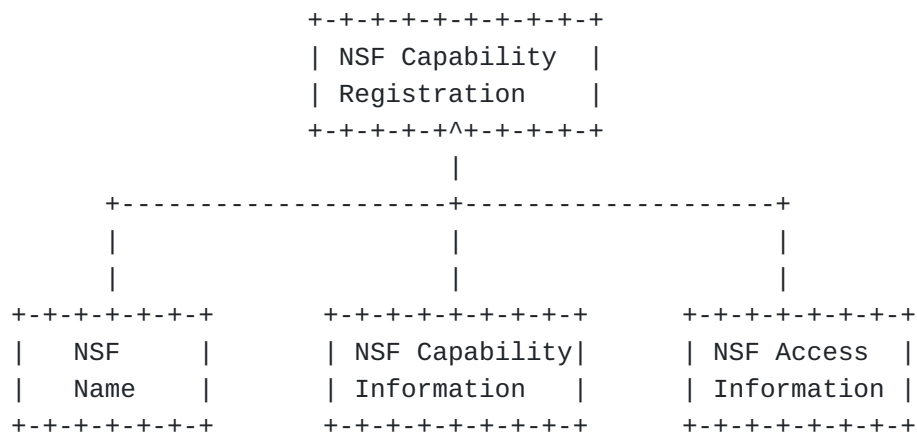 +-+-+-+-+-+-+-+-+-+
| NSF Capability  |
| Registration    |
+-+-+-+-+^+-+-+-+-+
|
+---------------------+--------------------+
|                     |                    |
|                     |                    |
+-+-+-+-+-+-+       +-+-+-+-+-+-+-+-+      +-+-+-+-+-+-+-+
|   NSF     |       | NSF Capability|      | NSF Access  |
|   Name    |       | Information   |      | Information |
+-+-+-+-+-+-+       +-+-+-+-+-+-+-+-+      +-+-+-+-+-+-+-+